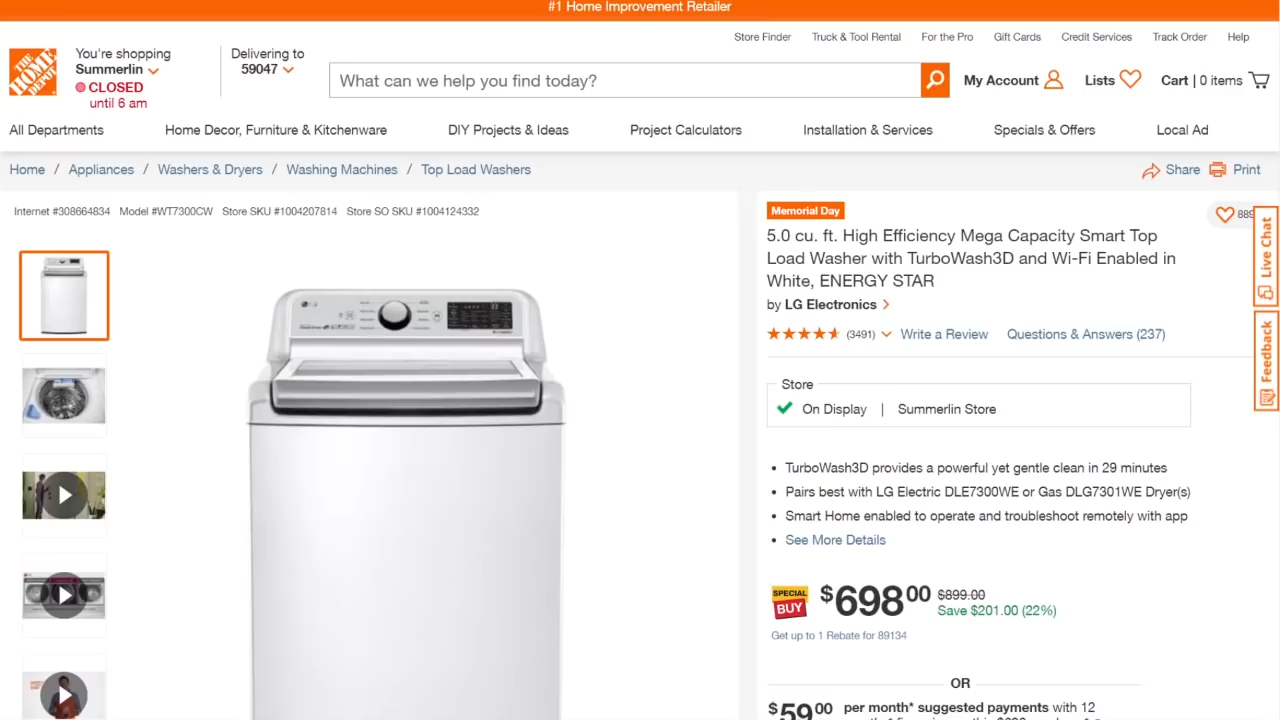 #1 Home Improvement Retailer
Store Finder Truck & Tool Rental For the Pro Gift Cards Credit Services Track Order Help
THE HOME DEPOT
You're shopping
Summerlin
CLOSED
until 6 am
Delivering to
59047
What can we help you find today?
My Account Lists Cart | 0 items
All Departments Home Decor, Furniture & Kitchenware DIY Projects & Ideas Project Calculators Installation & Services Specials & Offers Local Ad
Home / Appliances / Washers & Dryers / Washing Machines / Top Load Washers
Share Print
Internet #308664834 Model #WT7300CW Store SKU #1004207814 Store SO SKU #1004124332
LG
Memorial Day
889
5.0 cu. ft. High Efficiency Mega Capacity Smart Top
Load Washer with TurboWash3D and Wi-Fi Enabled in
White, ENERGY STAR
by LG Electronics
(3491) Write a Review Questions & Answers (237)
Store
On Display | Summerlin Store
• TurboWash3D provides a powerful yet gentle clean in 29 minutes
• Pairs best with LG Electric DLE7300WE or Gas DLG7301WE Dryer(s)
• Smart Home enabled to operate and troubleshoot remotely with app
• See More Details
SPECIAL
BUY
$698.00 $899.00
Save $201.00 (22%)
Get up to 1 Rebate for 89134
OR
$59.00 per month* suggested payments with 12
Live Chat
Feedback